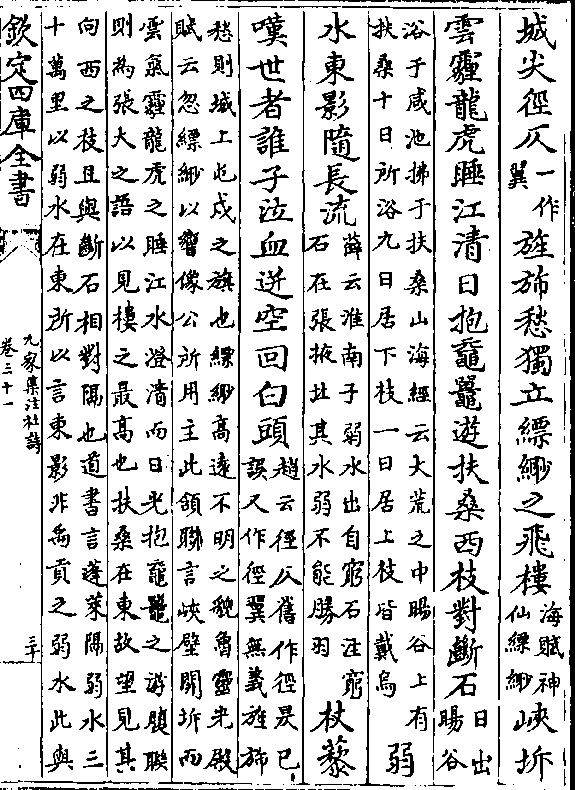 城尖徑仄一作翼旌旆愁獨立縹緲之飛樓海賦神仙縹緲峽坼
雲霾龍虎睡江清日抱黿鼉遊扶桑西枝對斷石日出暘谷
浴于咸池拂于扶桑山海經云大荒之中暘谷上有
扶桑十日所浴九日居下枝一日居上枝皆戴烏弱
水東影隨長流薛云淮南子弱水出自窮石注窮石在張掖北其水弱不能勝羽杖藜
嘆世者誰子泣血迸空回白頭趙云徑仄舊作徑昃已誤又作徑翼無義旌旆
愁則城上屯戍之旗也縹緲高遠不明之貌魯靈光殿
賦云忽縹緲以響像公所用主此頷聯言峽壁開坼而
雲氣霾龍虎之睡江水澄清而日光抱黿鼉之游腹聯
則為張大之語以見樓之最高也扶桑在東故望見其
向西之枝且與斷石相對隔也道書言蓬萊隔弱水三
十萬里以弱水在東所以言東影非禹貢之弱水此與
欽定四庫全書
九家集注杜詩
卷三十一
三十